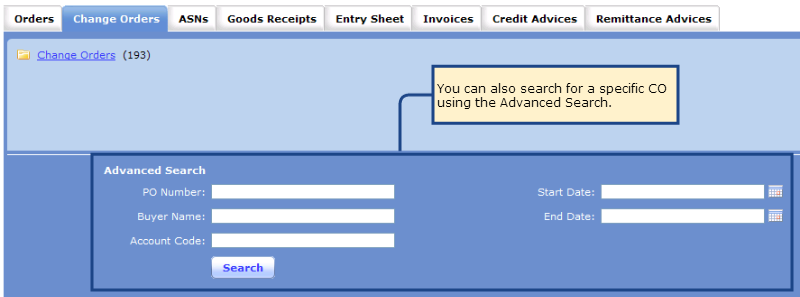 Orders Change Orders ASNs Goods Receipts Entry Sheet Invoices Credit Advices Remittance Advices
Change Orders (193)
You can also search for a specific CO
using the Advanced Search.
Advanced Search
PO Number: Start Date:
Buyer Name: End Date:
Account Code:
Search